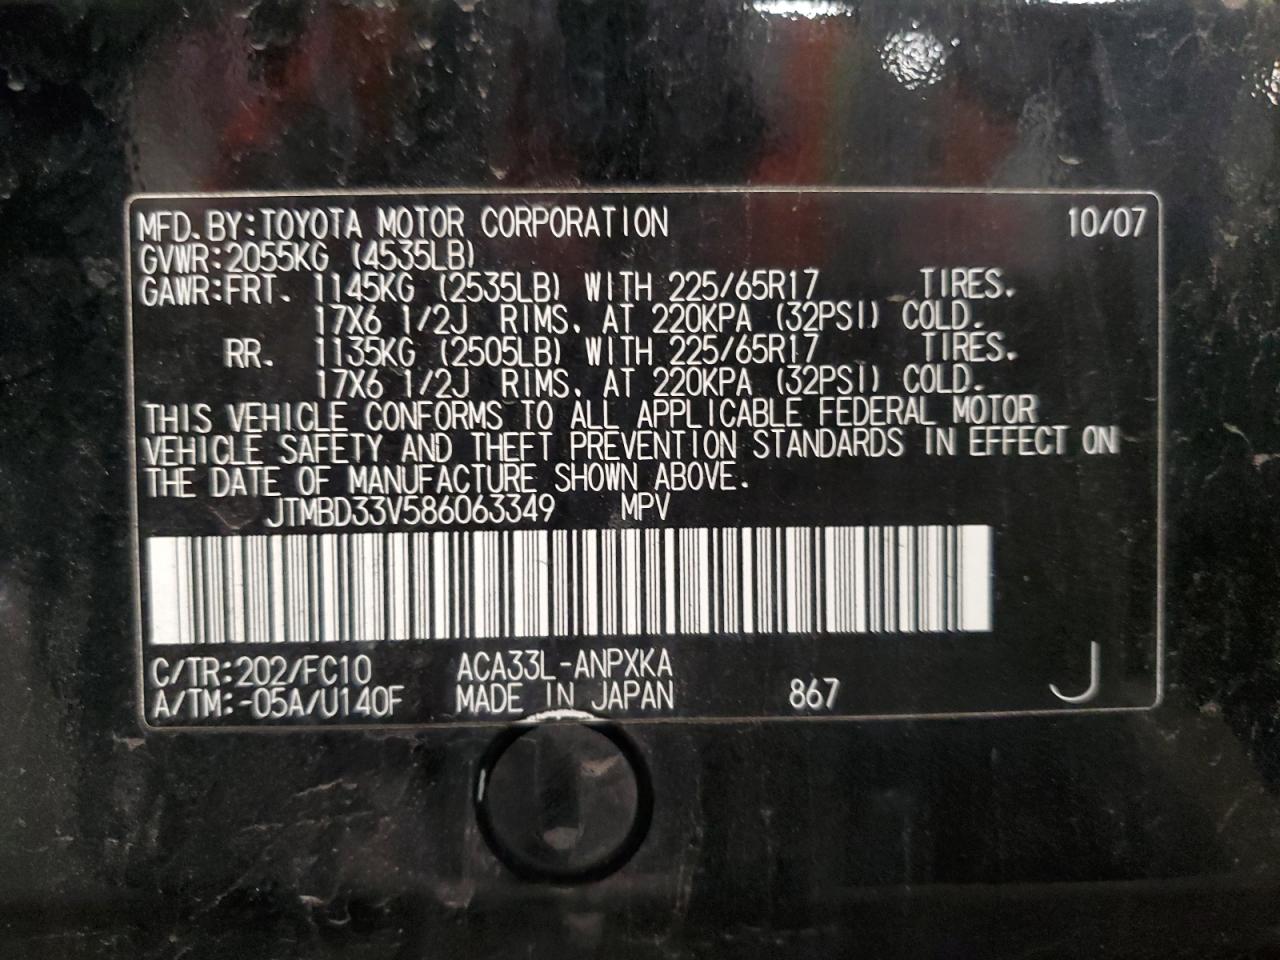 MFD. BY: TOYOTA MOTOR CORPORATION 10/07
GVWR: 2055KG (4535LB)
GAWR: FRT. 1145KG (2535LB) WITH 225/65R17 TIRES.
17X6 1/2J RIMS, AT 220KPA (32PSI) COLD.
RR. 1135KG (2505LB) WITH 225/65R17 TIRES.
17X6 1/2J RIMS, AT 220KPA (32PSI) COLD.
THIS VEHICLE CONFORMS TO ALL APPLICABLE FEDERAL MOTOR
VEHICLE SAFETY AND THEFT PREVENTION STANDARDS IN EFFECT ON
THE DATE OF MANUFACTURE SHOWN ABOVE.
JTMBD33V586063349 MPV
C/TR: 202/FC10 ACA33L-ANPXKA
A/TM: -05A/U140F MADE IN JAPAN 867 J